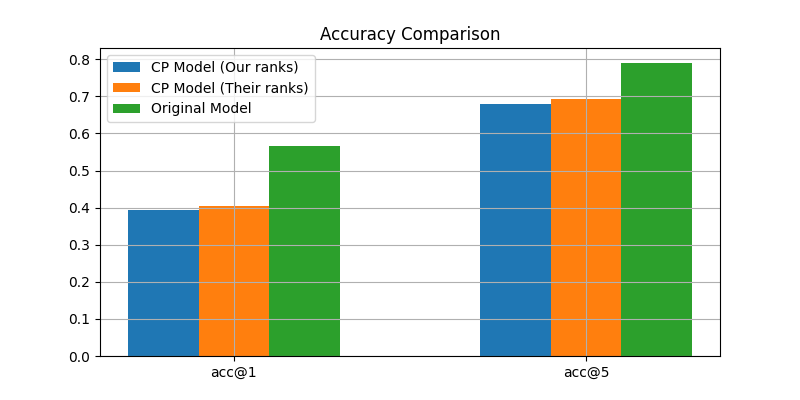 Accuracy Comparison
CP Model (Our ranks)
CP Model (Their ranks)
Original Model
0.8
0.7
0.6
0.5
0.4
0.3
0.2
0.1
0.0
acc@1 acc@5